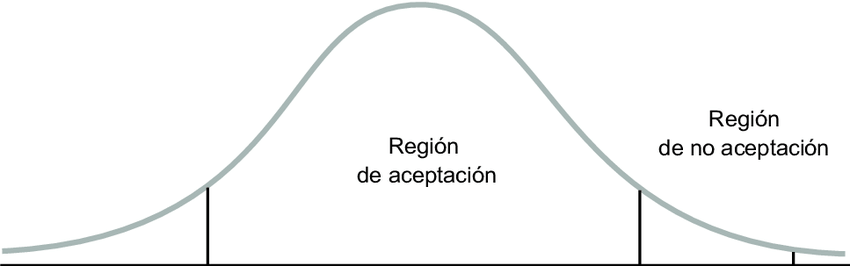 Región
de aceptación
Región
de no aceptación